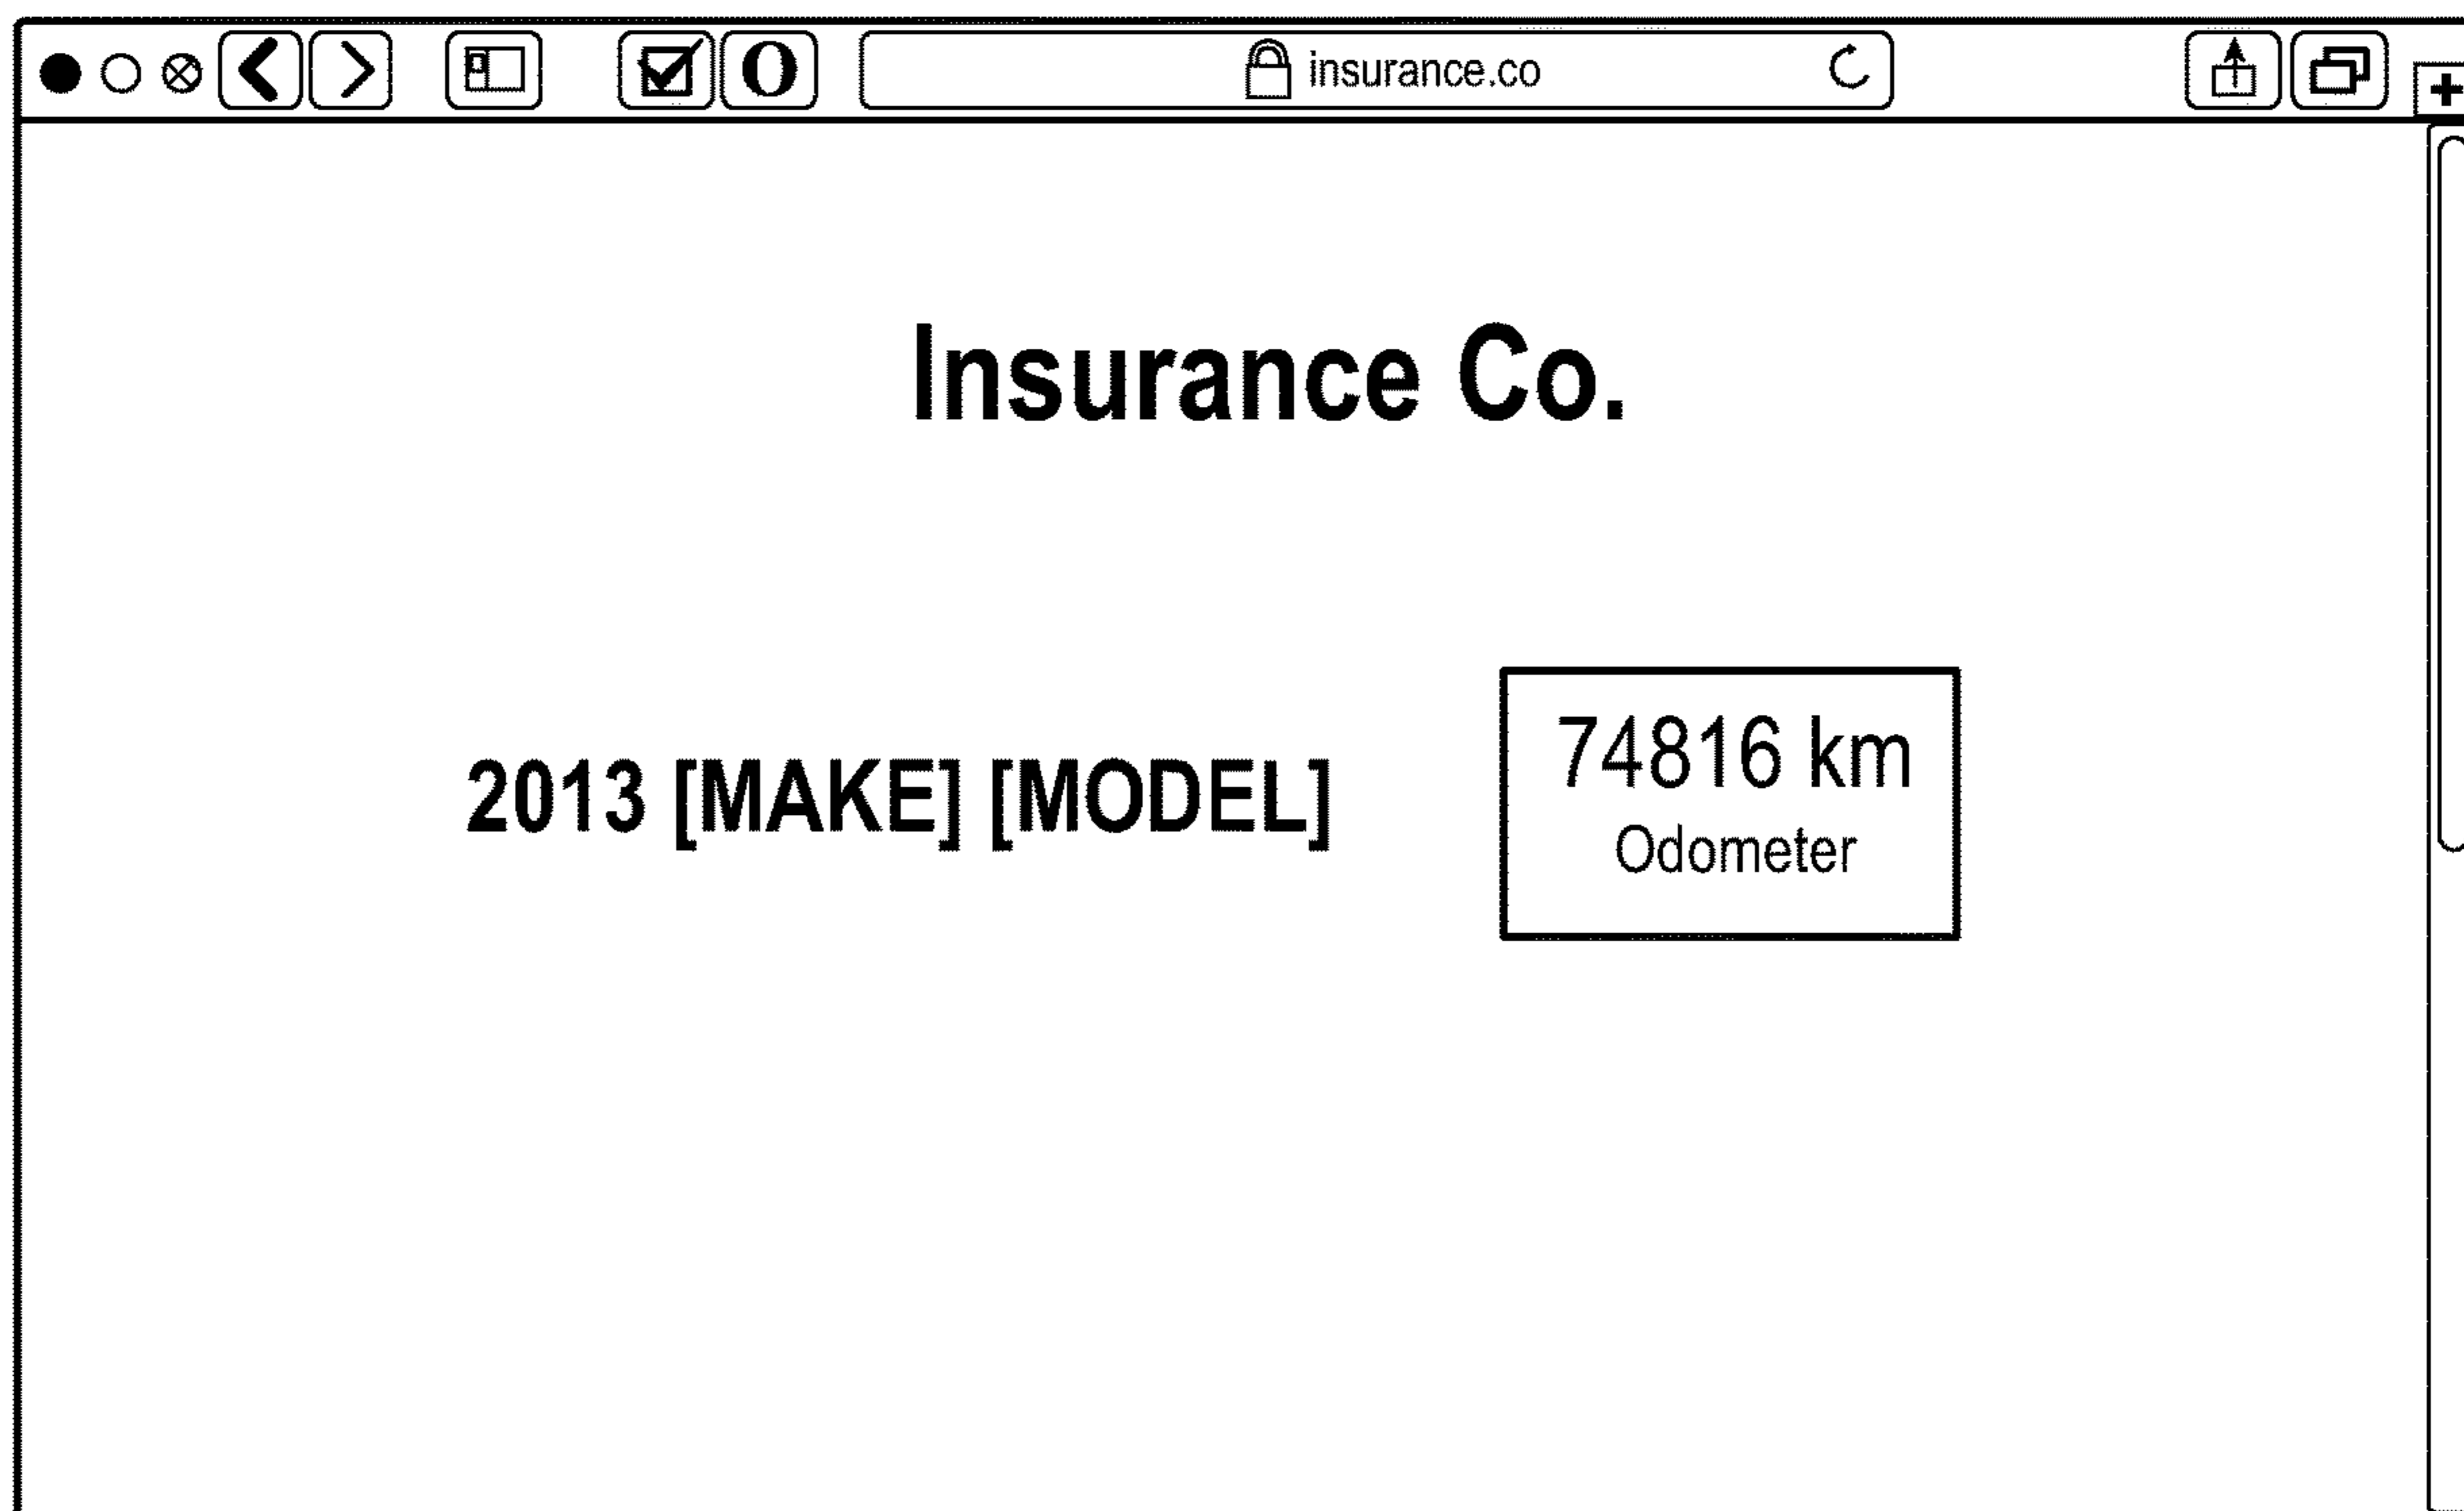 insurance.co
Insurance Co.
2013 [MAKE] [MODEL]
74816 km
Odometer